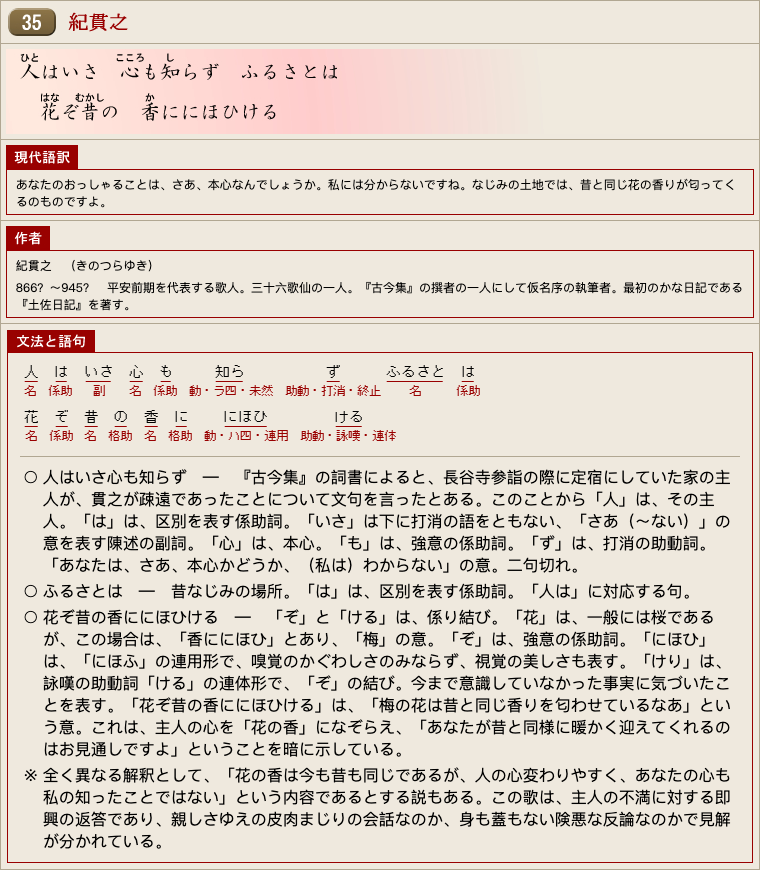 35 紀貫之
ひと こころ し
人はいさ 心も知らず ふるさとは
はな むかし か
花ぞ昔の 香ににほひける
現代語訳
あなたのおっしゃることは、さあ、本心なんでしょうか。私には分からないですね。なじみの土地では、昔と同じ花の香りが匂ってく
るのものですよ。
作者
紀貫之 （きのつらゆき）
866？～945？ 平安前期を代表する歌人。三十六歌仙の一人。『古今集』の撰者の一人にして仮名序の執筆者。最初のかな日記である
『土佐日記』を著す。
文法と語句
人 は いさ 心 も 知ら ず ふるさと は
名 係助 副 名 係助 動・ラ四・未然 助動・打消・終止 名 係助
花 ぞ 昔 の 香 に にほひ ける
名 係助 名 格助 名 格助 動・ハ四・連用 助動・詠嘆・連体
○ 人はいさ心も知らず ― 『古今集』の詞書によると、長谷寺参詣の際に定宿にしていた家の主
人が、貫之が疎遠であったことについて文句を言ったとある。このことから「人」は、その主
人。「は」は、区別を表す係助詞。「いさ」は下に打消の語をともない、「さあ（～ない）」の
意を表す陳述の副詞。「心」は、本心。「も」は、強意の係助詞。「ず」は、打消の助動詞。
「あなたは、さあ、本心かどうか、（私は）わからない」の意。二句切れ。
○ ふるさとは ― 昔なじみの場所。「は」は、区別を表す係助詞。「人は」に対応する句。
○ 花ぞ昔の香ににほひける ― 「ぞ」と「ける」は、係り結び。「花」は、一般には桜である
が、この場合は、「香ににほひ」とあり、「梅」の意。「ぞ」は、強意の係助詞。「にほひ」
は、「にほふ」の連用形で、嗅覚のかぐわしさのみならず、視覚の美しさも表す。「けり」は、
詠嘆の助動詞「ける」の連体形で、「ぞ」の結び。今まで意識していなかった事実に気づいたこ
とを表す。「花ぞ昔の香ににほひける」は、「梅の花は昔と同じ香りを匂わせているなあ」とい
う意。これは、主人の心を「花の香」になぞらえ、「あなたが昔と同様に暖かく迎えてくれるの
はお見通しですよ」ということを暗に示している。
※ 全く異なる解釈として、「花の香は今も昔も同じであるが、人の心変わりやすく、あなたの心も
私の知ったことではない」という内容であるとする説もある。この歌は、主人の不満に対する即
興の返答であり、親しさゆえの皮肉まじりの会話なのか、身も蓋もない険悪な反論なのかで見解
が分かれている。